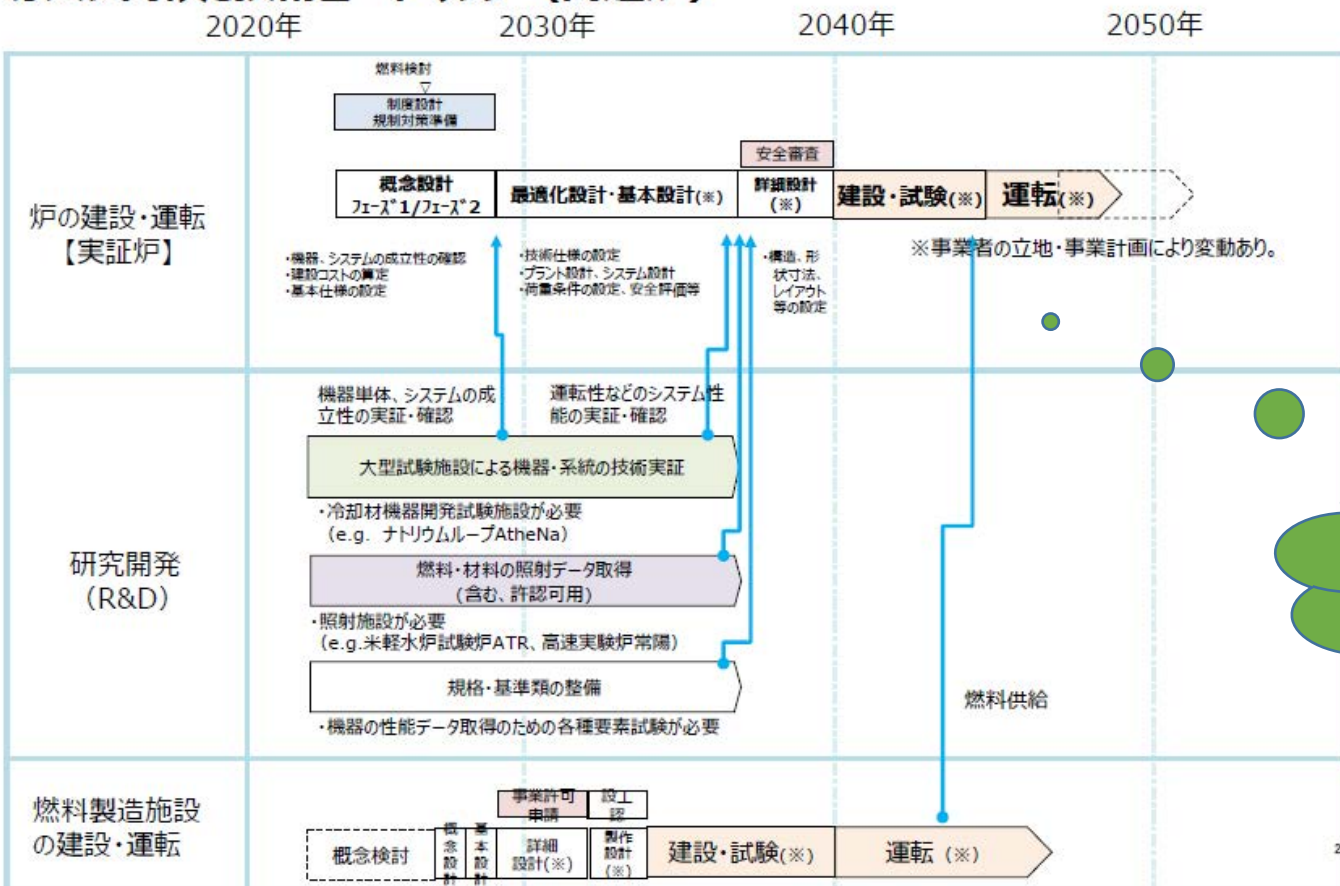 2020年
2030年
2040年
2050年
炉の建設・運転
【実証炉】
燃料検討
▽
制度設計
規制対策準備
安全審査
概念設計
フェーズ1/フェーズ2
最適化設計・基本設計(※)
詳細設計
(※)
建設・試験(※)
運転(※)
・機器、システムの成立性の確認
・建設コストの算定
・基本仕様の設定
・技術仕様の設定
・プラント設計、システム設計
・荷重条件の設定、安全評価等
・構造、形
状寸法、
レイアウト
等の設定
※事業者の立地・事業計画により変動あり。
研究開発
（R&D）
機器単体、システムの成
立性の実証・確認
運転性などのシステム性
能の実証・確認
大型試験施設による機器・系統の技術実証
・冷却材機器開発試験施設が必要
（e.g. ナトリウムループAtheNa）
燃料・材料の照射データ取得
(含む、許認可用)
・照射施設が必要
（e.g.米軽水炉試験炉ATR、高速実験炉常陽）
規格・基準類の整備
・機器の性能データ取得のための各種要素試験が必要
燃料供給
燃料製造施設
の建設・運転
事業許可
申請
設工
認
概念検討
概念設計
基本設計
詳細
設計(※)
製作
設計
(※)
建設・試験(※)
運転（※）
2